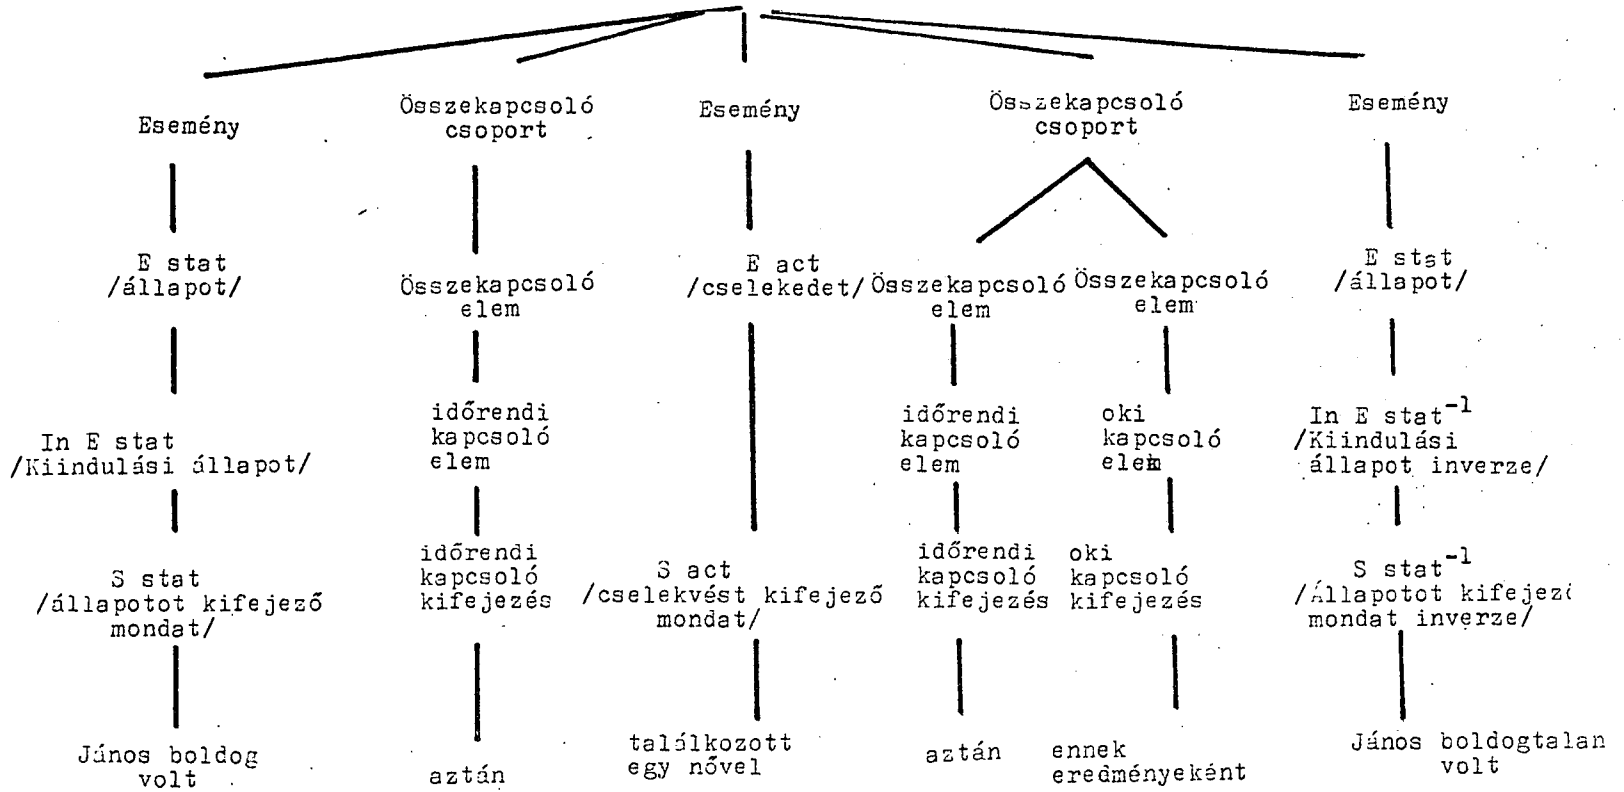 Esemény
Összekapcsoló
csoport
Esemény
Összekapcsoló
csoport
Esemény
E stat
/állapot/
Összekapcsoló
elem
E act
/cselekedet/
Összekapcsoló
elem
Összekapcsoló
elem
E stat
/állapot/
In E stat
/Kiindulási állapot/
időrendi
kapcsoló
elem
időrendi
kapcsoló
elem
oki
kapcsoló
elem
In E stat⁻¹
/Kiindulási
állapot inverze/
S stat
/állapotot kifejező
mondat/
időrendi
kapcsoló
kifejezés
S act
/cselekvést kifejező
mondat/
időrendi
kapcsoló
kifejezés
oki
kapcsoló
kifejezés
S stat⁻¹
/Állapotot kifejező
mondat inverze/
János boldog
volt
aztán
találkozott
egy nővel
aztán
ennek
eredményeként
János boldogtalan
volt